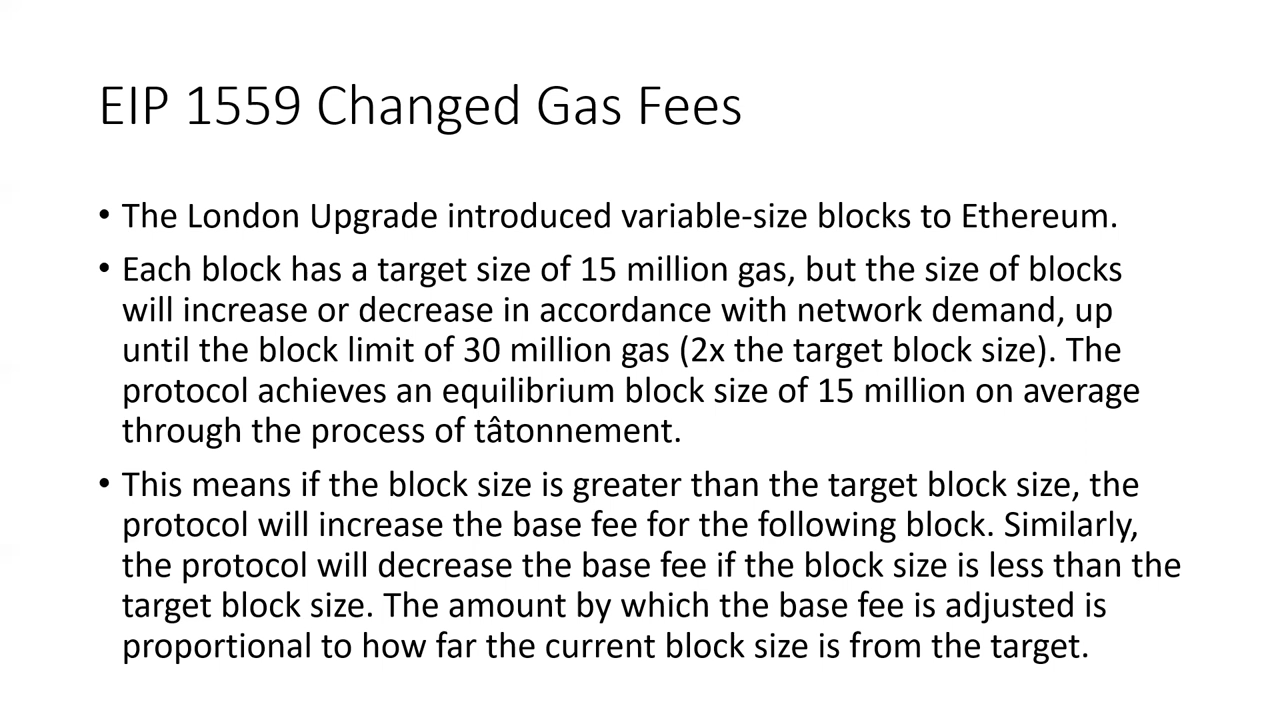 EIP 1559 Changed Gas Fees
• The London Upgrade introduced variable-size blocks to Ethereum.
• Each block has a target size of 15 million gas, but the size of blocks
will increase or decrease in accordance with network demand, up
until the block limit of 30 million gas (2x the target block size). The
protocol achieves an equilibrium block size of 15 million on average
through the process of tâtonnement.
• This means if the block size is greater than the target block size, the
protocol will increase the base fee for the following block. Similarly,
the protocol will decrease the base fee if the block size is less than the
target block size. The amount by which the base fee is adjusted is
proportional to how far the current block size is from the target.